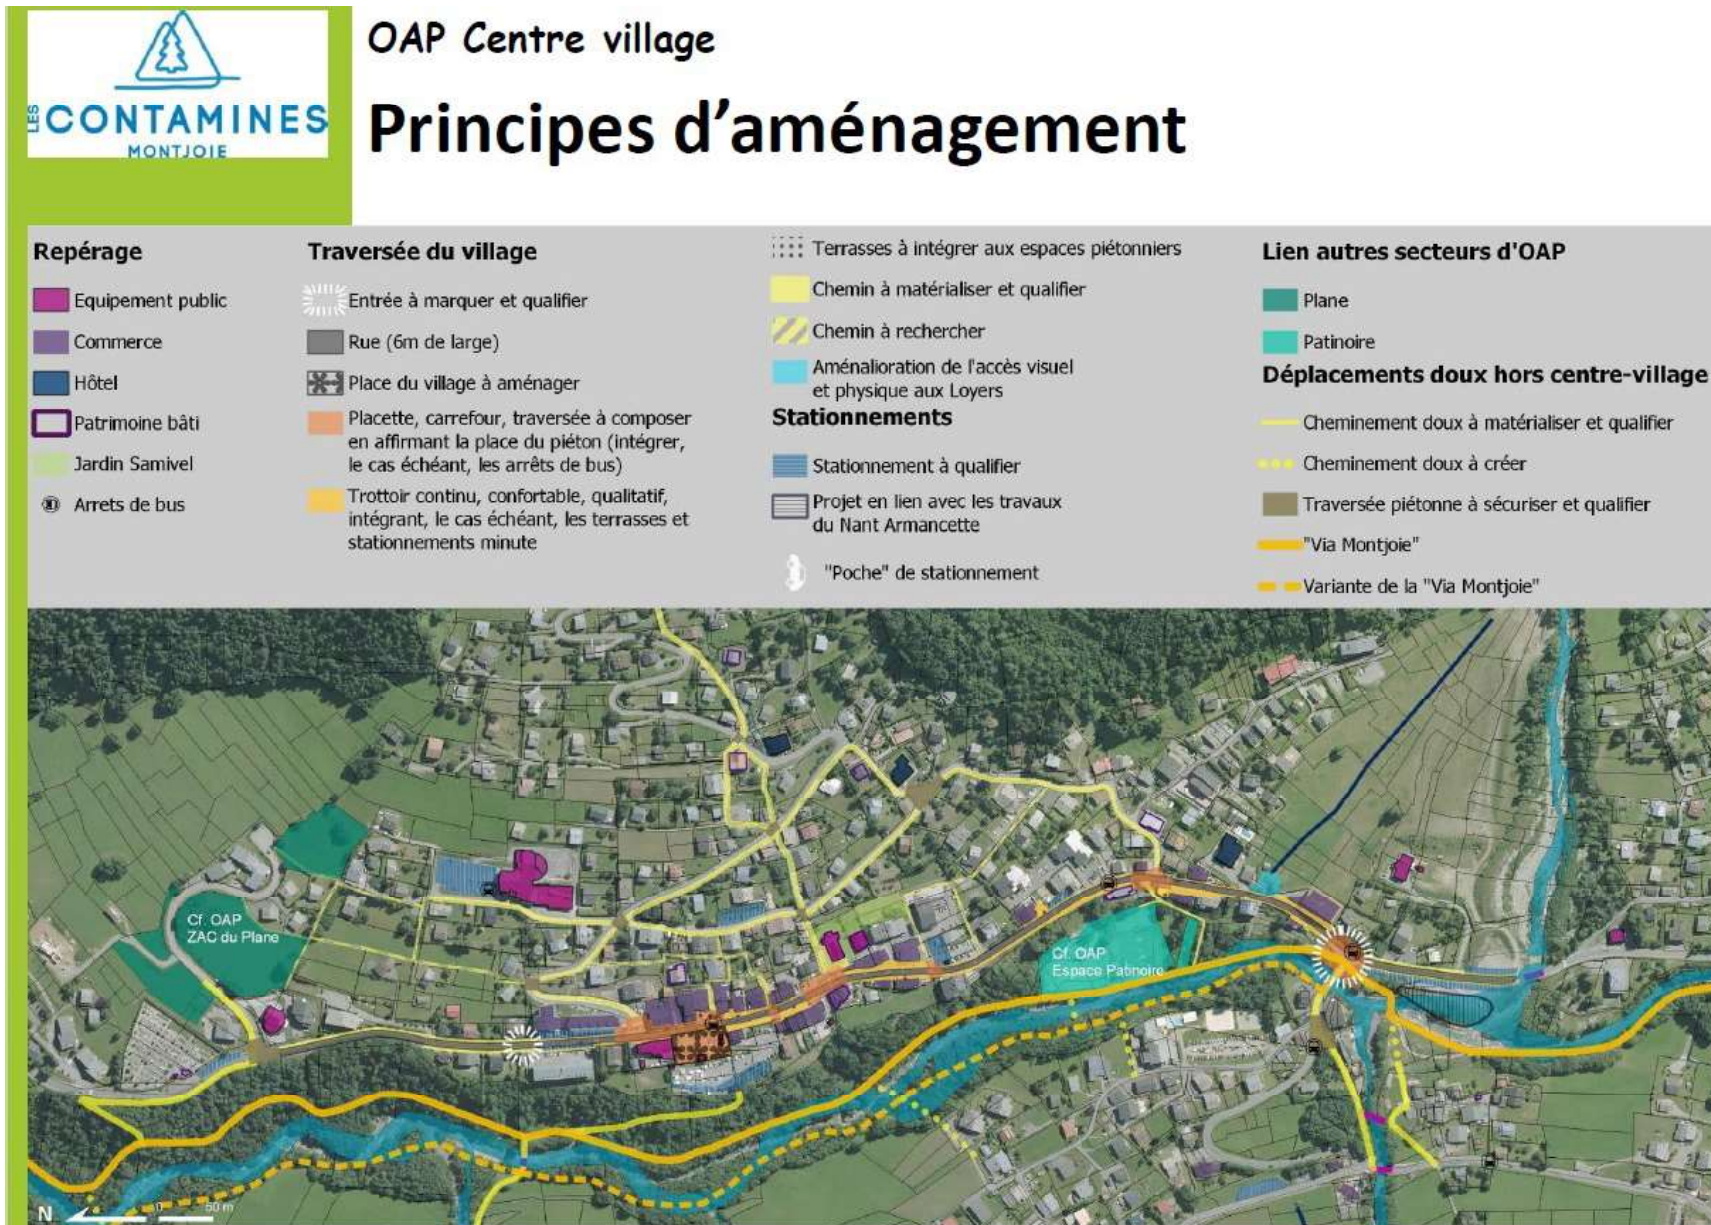 LES
CONTAMINES
MONTJOIE
OAP Centre village
Principes d'aménagement
Repérage
Equipement public
Commerce
Hôtel
Patrimoine bâti
Jardin Samivel
Arrets de bus
Traversée du village
Entrée à marquer et qualifier
Rue (6m de large)
Place du village à aménager
Placette, carrefour, traversée à composer
en affirmant la place du piéton (intégrer,
le cas échéant, les arrêts de bus)
Trottoir continu, confortable, qualitatif,
intégrant, le cas échéant, les terrasses et
stationnements minute
Terrasses à intégrer aux espaces piétonniers
Chemin à matérialiser et qualifier
Chemin à rechercher
Aménalioration de l'accès visuel
et physique aux Loyers
Stationnements
Stationnement à qualifier
Projet en lien avec les travaux
du Nant Armancette
"Poche" de stationnement
Lien autres secteurs d'OAP
Plane
Patinoire
Déplacements doux hors centre-village
Cheminement doux à matérialiser et qualifier
Cheminement doux à créer
Traversée piétonne à sécuriser et qualifier
"Via Montjoie"
Variante de la "Via Montjoie"
Cf. OAP
ZAC du Plane
Cf. OAP
Espace Patinoire
N
0 50 m